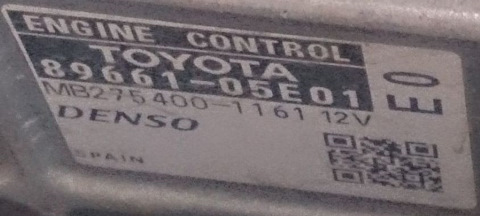 ENGINE CONTROL
TOYOTA
89661-05E01
MB275400-1161 12V
DENSO
SPAIN
E0